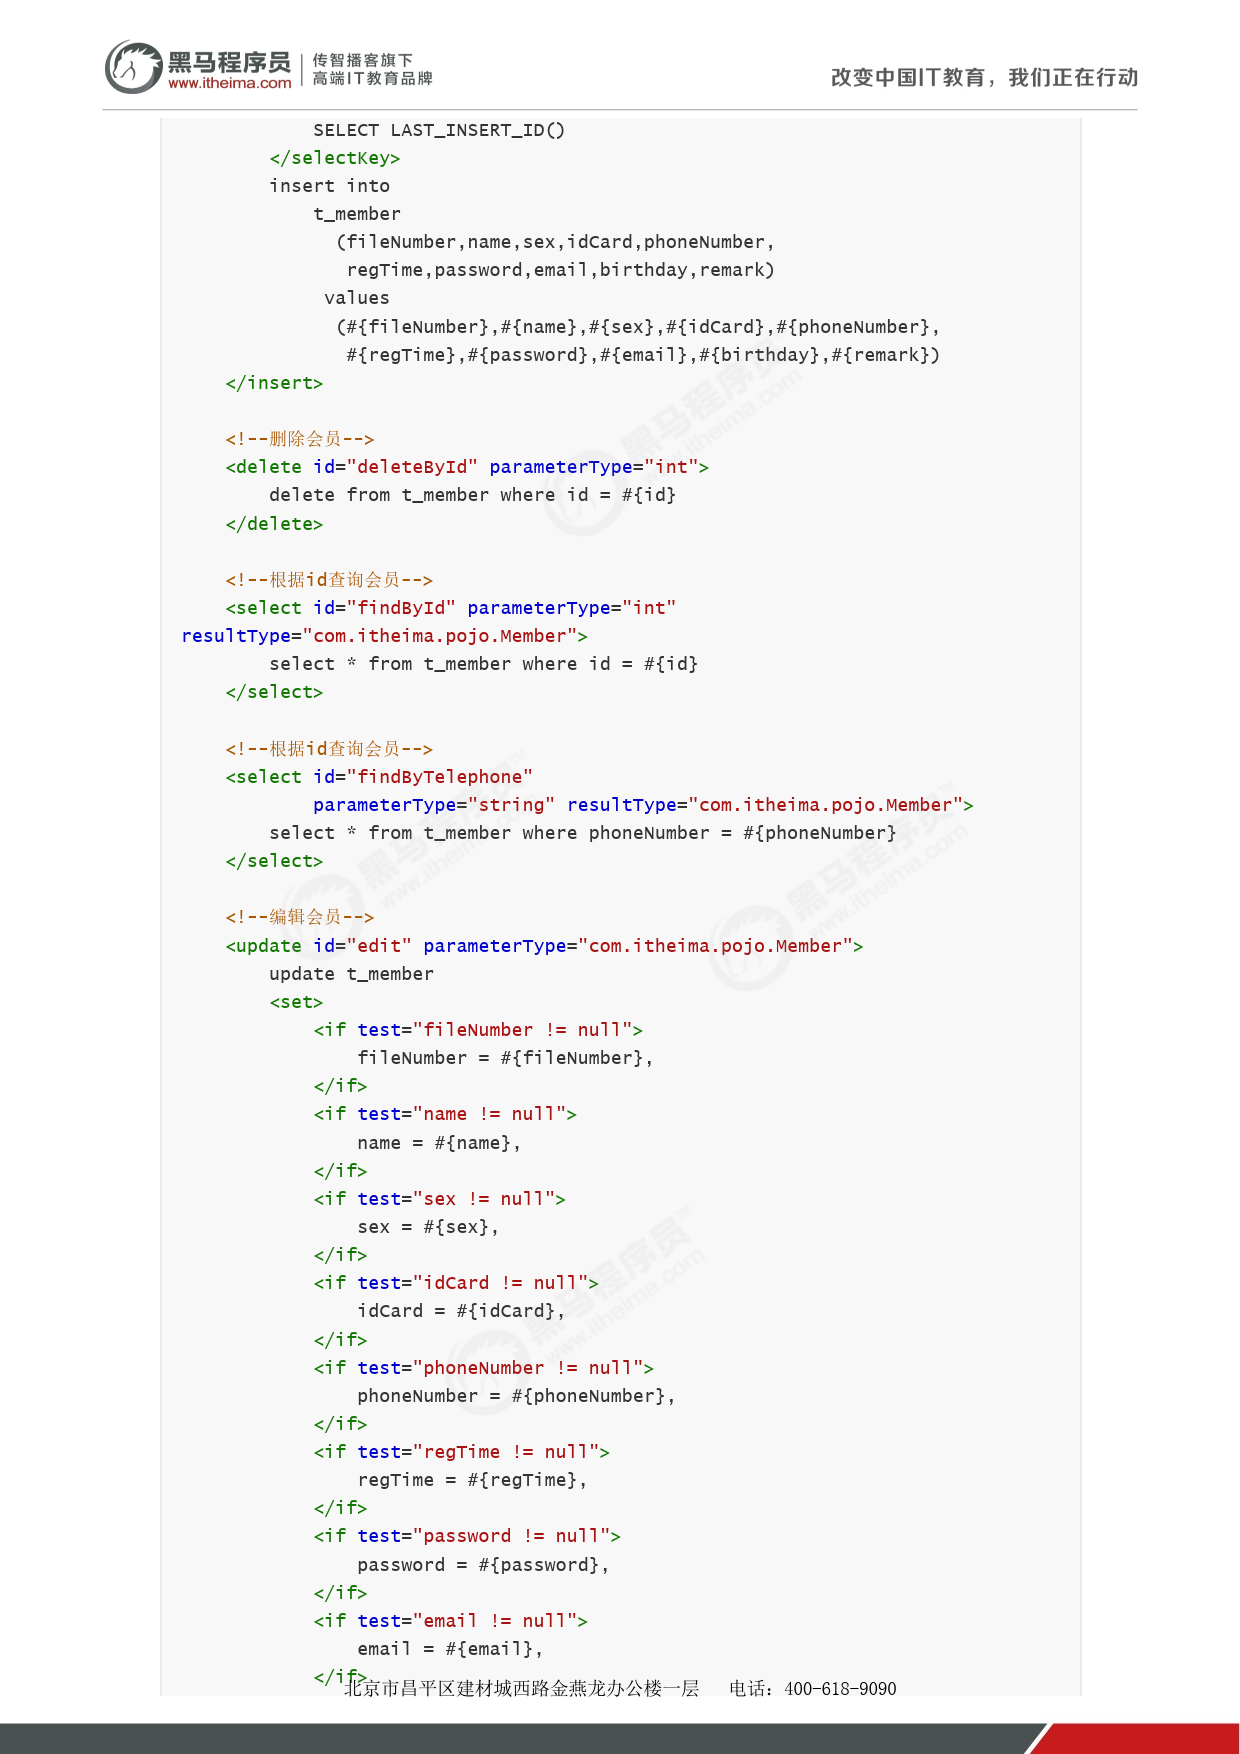 黑马程序员
www.itheima.com
传智播客旗下
高端IT教育品牌
改变中国IT教育，我们正在行动
            SELECT LAST_INSERT_ID()
        </selectKey>
        insert into
            t_member
              (fileNumber,name,sex,idCard,phoneNumber,
               regTime,password,email,birthday,remark)
             values
              (#{fileNumber},#{name},#{sex},#{idCard},#{phoneNumber},
               #{regTime},#{password},#{email},#{birthday},#{remark})
    </insert>

    <!--删除会员-->
    <delete id="deleteById" parameterType="int">
        delete from t_member where id = #{id}
    </delete>

    <!--根据id查询会员-->
    <select id="findById" parameterType="int"
resultType="com.itheima.pojo.Member">
        select * from t_member where id = #{id}
    </select>

    <!--根据id查询会员-->
    <select id="findByTelephone"
            parameterType="string" resultType="com.itheima.pojo.Member">
        select * from t_member where phoneNumber = #{phoneNumber}
    </select>

    <!--编辑会员-->
    <update id="edit" parameterType="com.itheima.pojo.Member">
        update t_member
        <set>
            <if test="fileNumber != null">
                fileNumber = #{fileNumber},
            </if>
            <if test="name != null">
                name = #{name},
            </if>
            <if test="sex != null">
                sex = #{sex},
            </if>
            <if test="idCard != null">
                idCard = #{idCard},
            </if>
            <if test="phoneNumber != null">
                phoneNumber = #{phoneNumber},
            </if>
            <if test="regTime != null">
                regTime = #{regTime},
            </if>
            <if test="password != null">
                password = #{password},
            </if>
            <if test="email != null">
                email = #{email},
            </if>
北京市昌平区建材城西路金燕龙办公楼一层 电话：400-618-9090